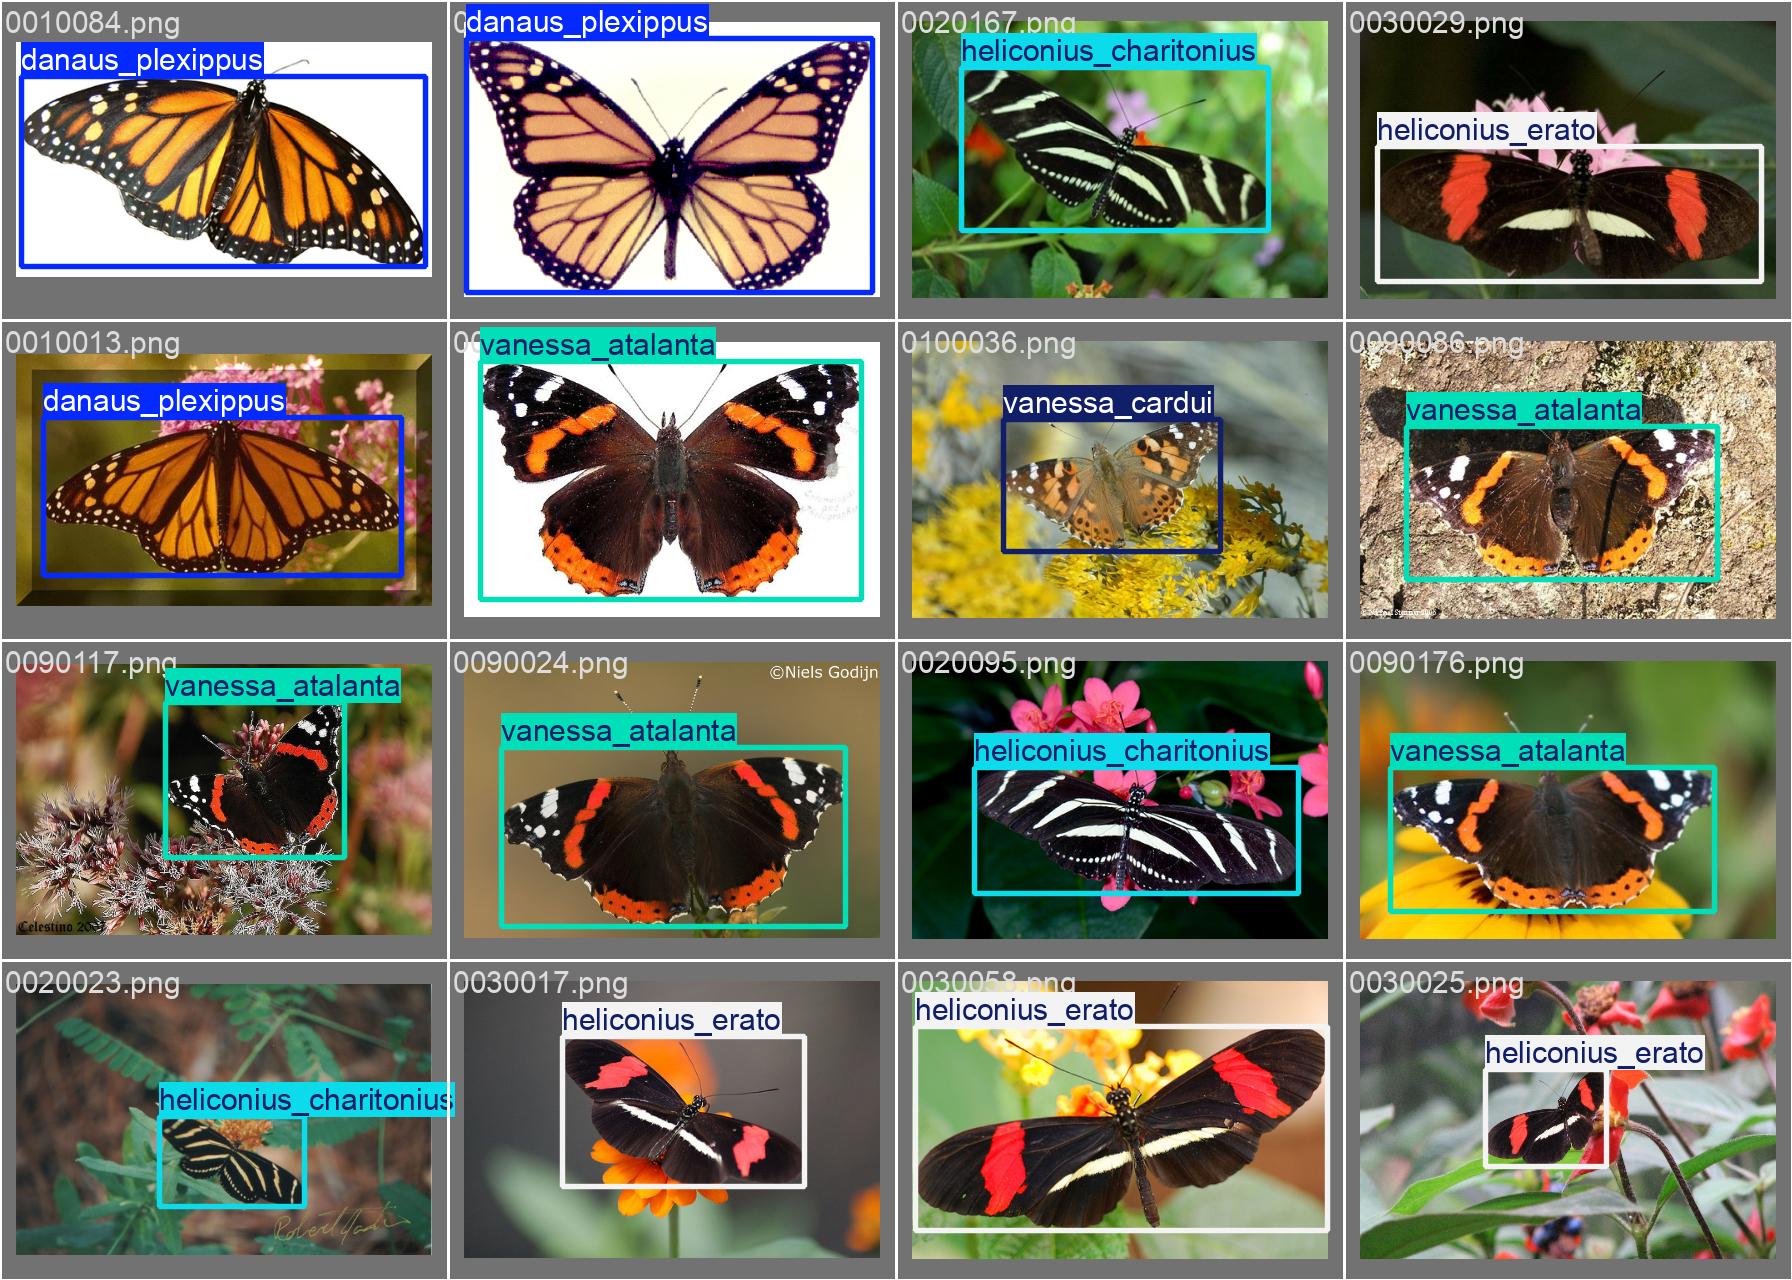 0010084.png
danaus_plexippus
danaus_plexippus
0020167.png
heliconius_charitonius
0030029.png
heliconius_erato
0010013.png
danaus_plexippus
vanessa_atalanta
0100036.png
vanessa_cardui
0090086.png
vanessa_atalanta
0090117.png
vanessa_atalanta
Celestino
0090024.png
©Niels Godijn
vanessa_atalanta
0020095.png
heliconius_charitonius
0090176.png
vanessa_atalanta
0020023.png
heliconius_charitonius
0030017.png
heliconius_erato
0030058.png
heliconius_erato
0030025.png
heliconius_erato